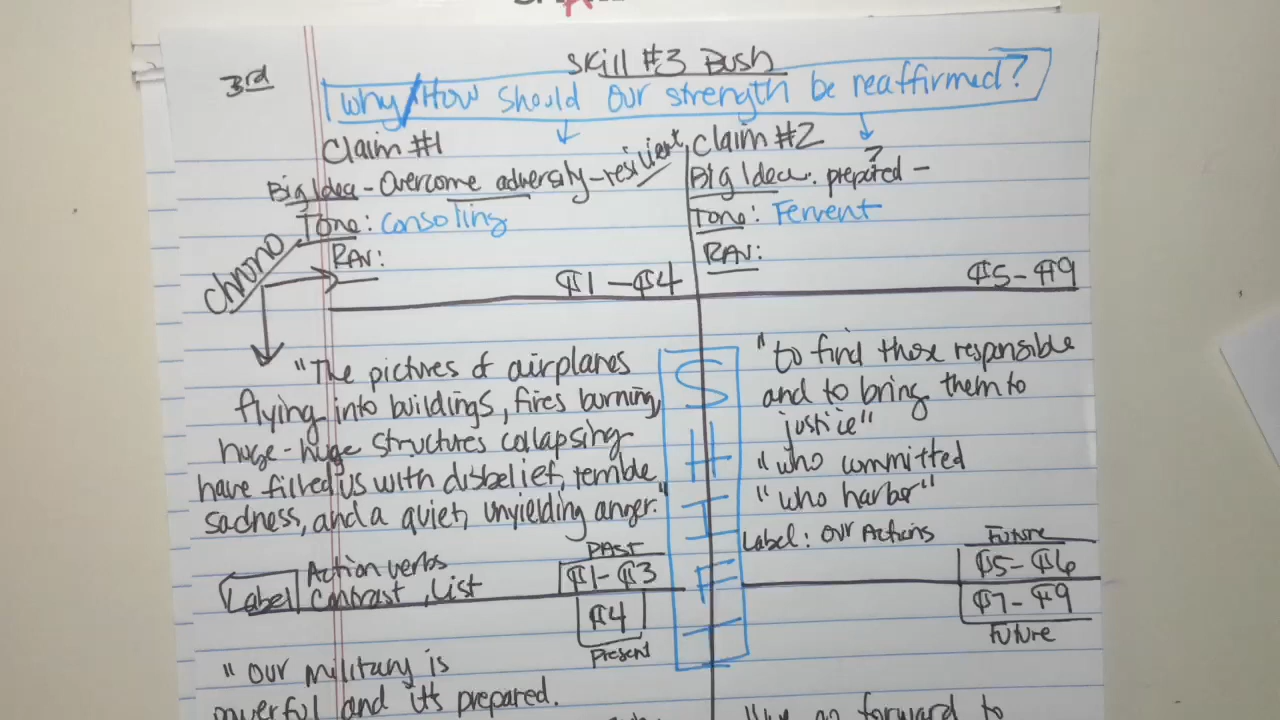 Skill #3 Bush
3rd
Why/How should our strength be reaffirmed?
Claim #1
Big Idea - Overcome adversity - resilient
Tone: Consoling
RAV:
chrono
¶1 - ¶4
Claim #2
?
Big Idea. prepared -
Tone: Fervent
RAV:
¶5 - ¶9
"The pictures of airplanes
flying into buildings, fires burning,
huge - huge structures collapsing
have filled us with disbelief, terrible
sadness, and a quiet, unyielding anger."
Label
Action verbs
Contrast, List
PAST
¶1 - ¶3
¶4
Present
"Our military is
powerful and it's prepared.
SHIFT
"to find those responsible
and to bring them to
justice"
"who committed
"who harbor"
Label: Our Actions
Future
¶5 - ¶6
¶7 - ¶9
Future
go forward to